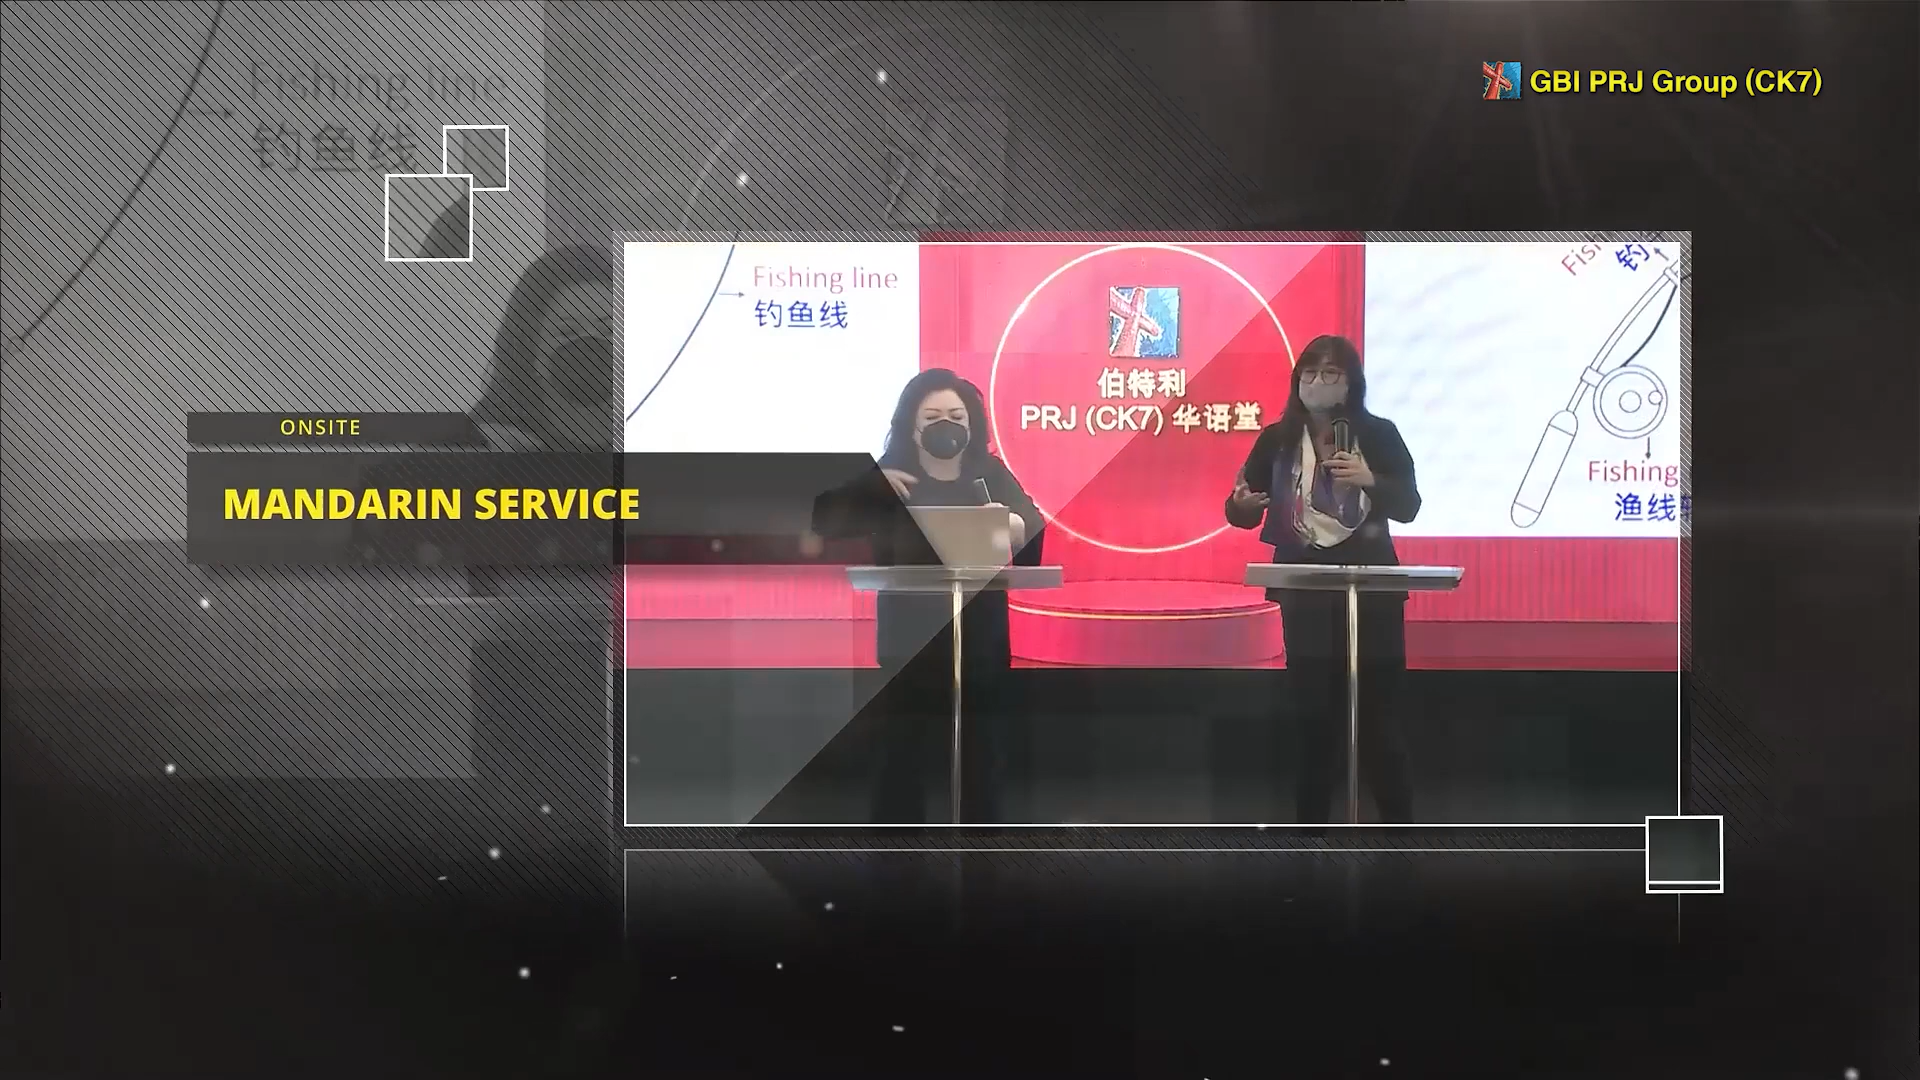 GBI PRJ Group (CK7)
Fishing line
钓鱼线
ONSITE
MANDARIN SERVICE
Fishing line
钓鱼线
伯特利
PRJ (CK7) 华语堂
钓
Fishing
渔线